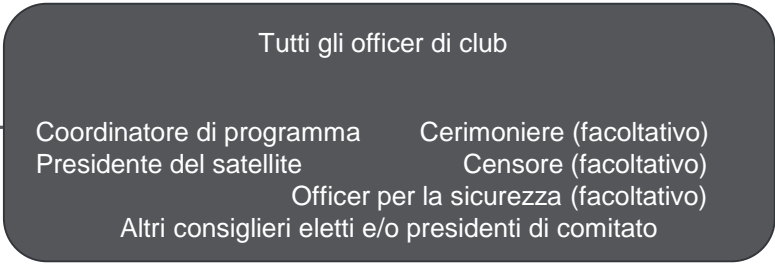 Tutti gli officer di club
Coordinatore di programma Cerimoniere (facoltativo)
Presidente del satellite Censore (facoltativo)
Officer per la sicurezza (facoltativo)
Altri consiglieri eletti e/o presidenti di comitato